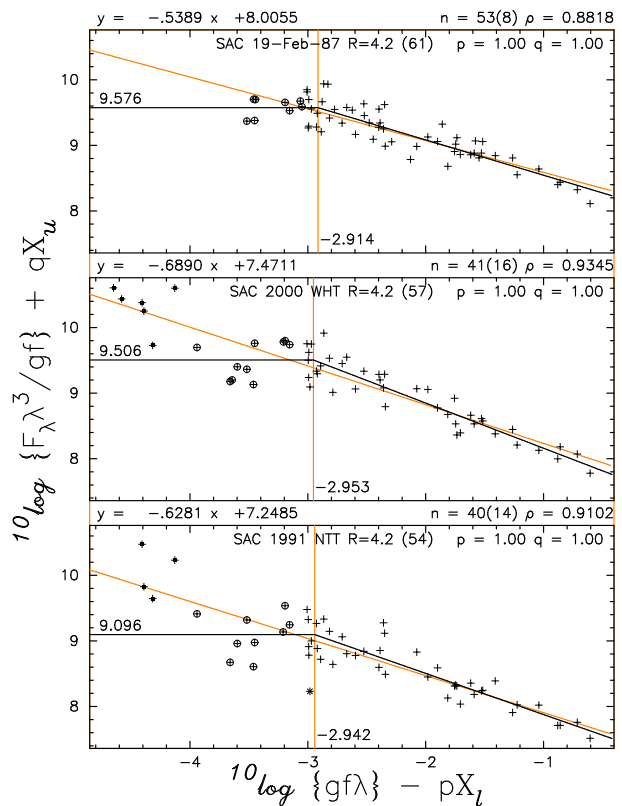 y = −.5389 x +8.0055 n = 53(8) ρ = 0.8818
SAC 19−Feb−87 R=4.2 (61) p = 1.00 q = 1.00
10
9.576
9
8
−2.914
y = −.6890 x +7.4711 n = 41(16) ρ = 0.9345
SAC 2000 WHT R=4.2 (57) p = 1.00 q = 1.00
10
9.506
9
8
−2.953
y = −.6281 x +7.2485 n = 40(14) ρ = 0.9102
SAC 1991 NTT R=4.2 (54) p = 1.00 q = 1.00
10
9.096
9
8
−2.942
−4 −3 −2 −1
¹⁰log {gfλ} − pX_l
¹⁰log {F_λλ³/gf} + qX_u